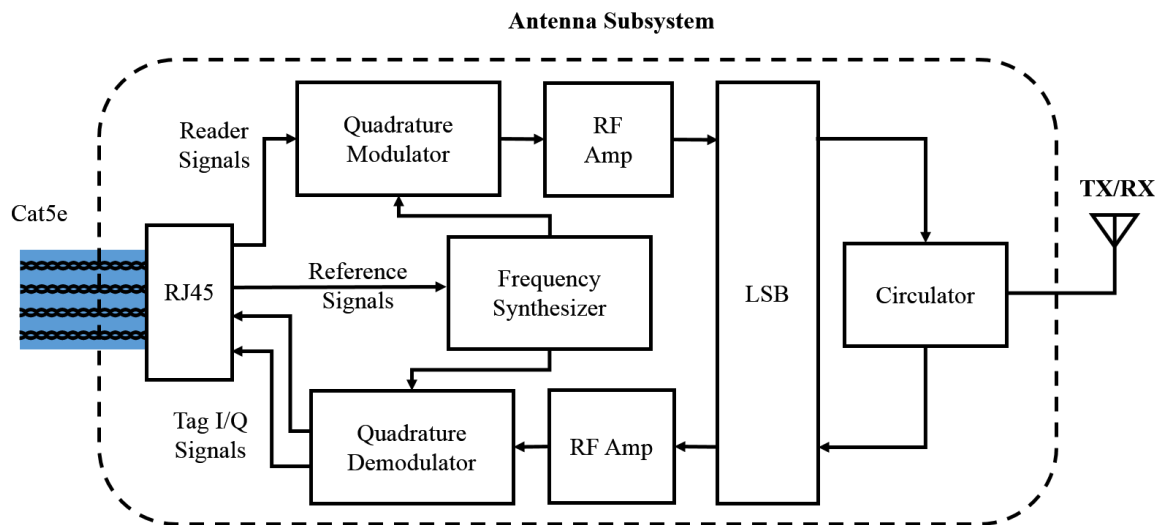 Antenna Subsystem
Reader
Signals
Quadrature
Modulator
RF
Amp
TX/RX
Cat5e
RJ45
Reference
Signals
Frequency
Synthesizer
LSB
Circulator
Tag I/Q
Signals
Quadrature
Demodulator
RF Amp